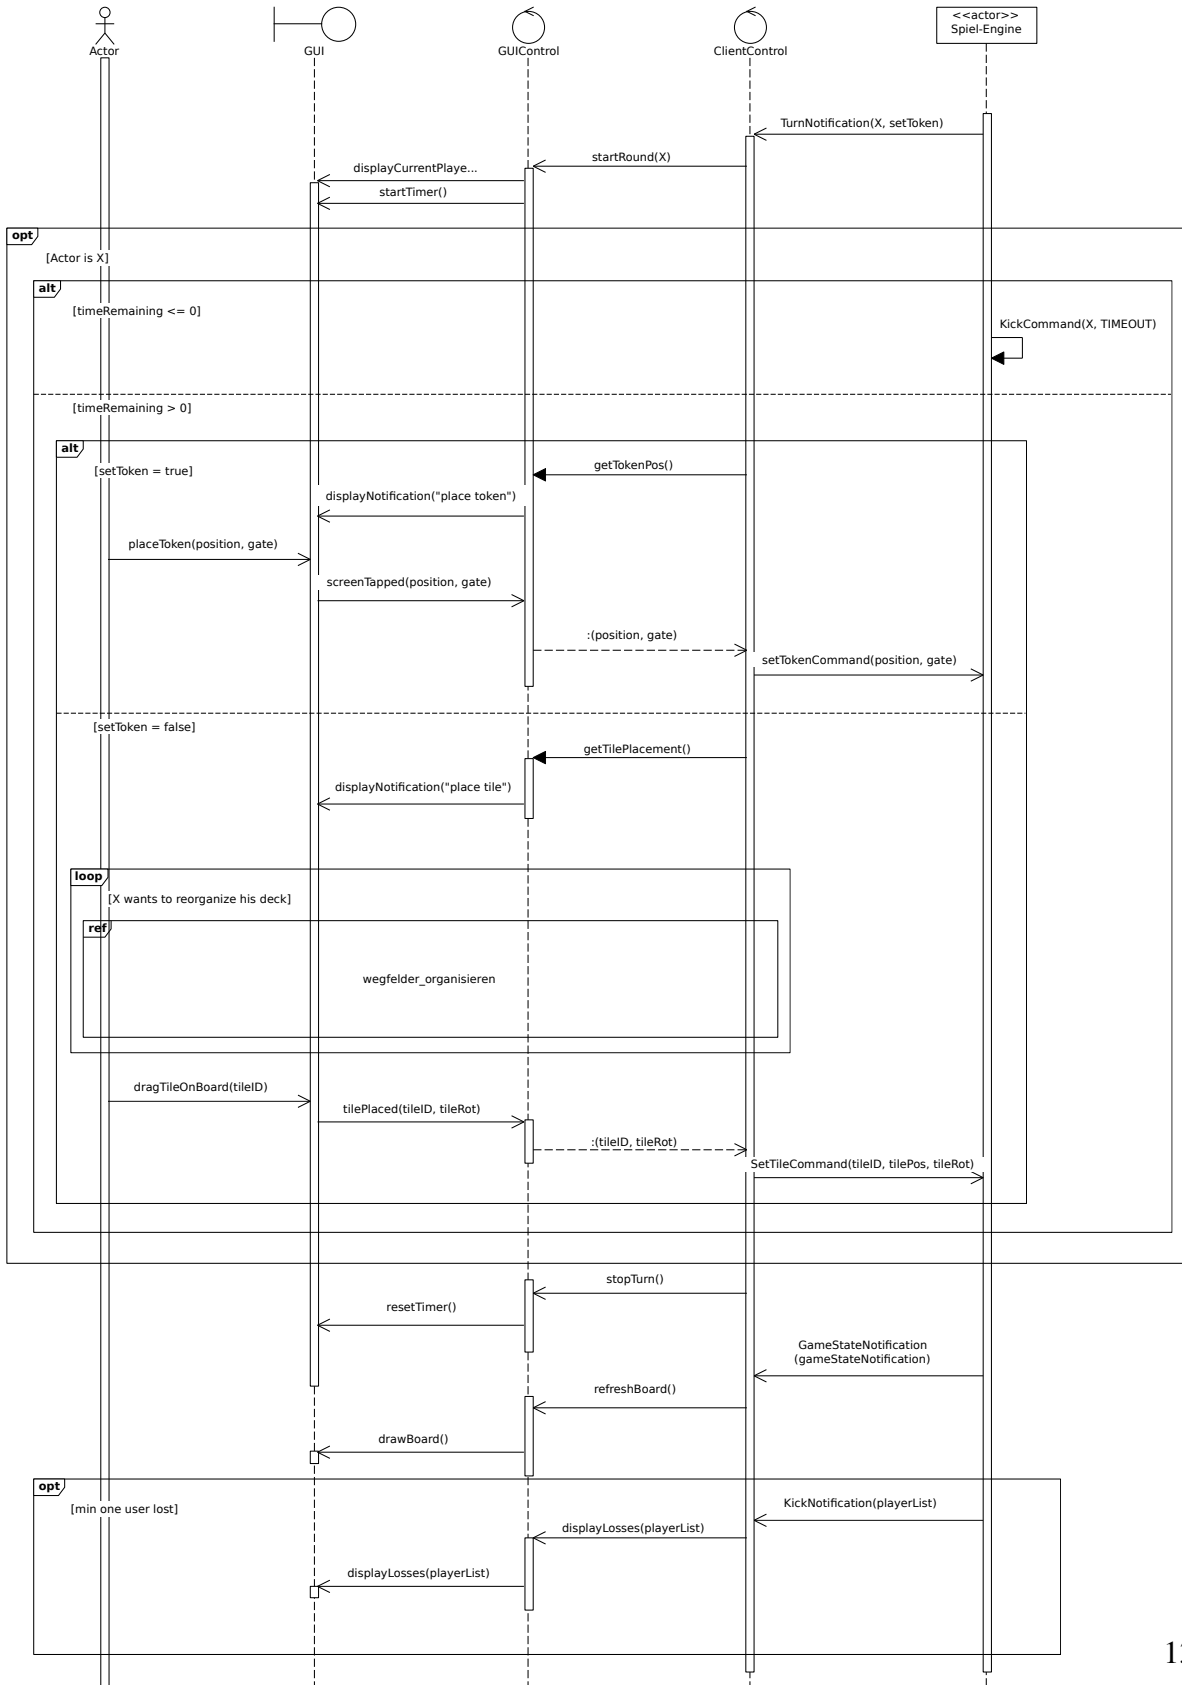 <<actor>>
Spiel-Engine
Actor
GUI
GUIControl
ClientControl
TurnNotification(X, setToken)
startRound(X)
displayCurrentPlaye...
startTimer()
opt
[Actor is X]
alt
[timeRemaining <= 0]
KickCommand(X, TIMEOUT)
[timeRemaining > 0]
alt
[setToken = true]
getTokenPos()
displayNotification("place token")
placeToken(position, gate)
screenTapped(position, gate)
:(position, gate)
setTokenCommand(position, gate)
[setToken = false]
getTilePlacement()
displayNotification("place tile")
loop
[X wants to reorganize his deck]
ref
wegfelder_organisieren
dragTileOnBoard(tileID)
tilePlaced(tileID, tileRot)
:(tileID, tileRot)
SetTileCommand(tileID, tilePos, tileRot)
stopTurn()
resetTimer()
GameStateNotification
(gameStateNotification)
refreshBoard()
drawBoard()
opt
[min one user lost]
KickNotification(playerList)
displayLosses(playerList)
displayLosses(playerList)